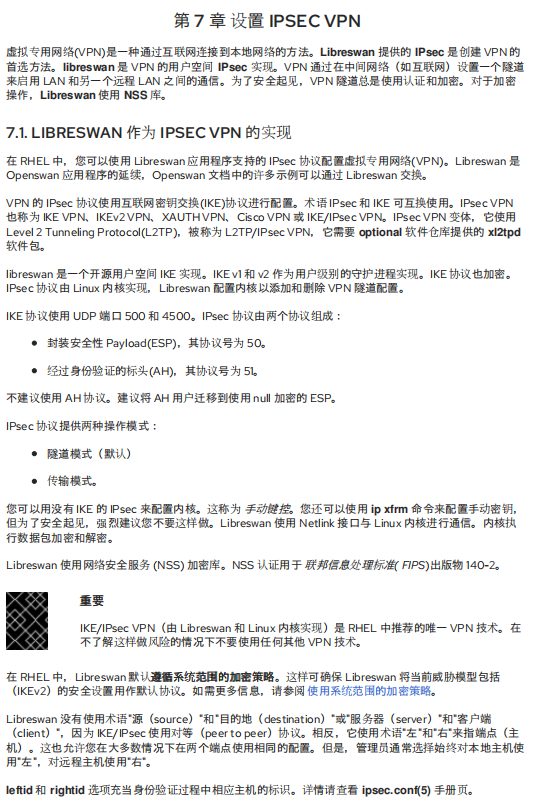 第 7 章 设置 IPSEC VPN
虚拟专用网络(VPN)是一种通过互联网连接到本地网络的方法。Libreswan 提供的 IPsec 是创建 VPN 的
首选方法。libreswan 是 VPN 的用户空间 IPsec 实现。VPN 通过在中间网络（如互联网）设置一个隧道
来启用 LAN 和另一个远程 LAN 之间的通信。为了安全起见，VPN 隧道总是使用认证和加密。对于加密
操作，Libreswan 使用 NSS 库。
7.1. LIBRESWAN 作为 IPSEC VPN 的实现
在 RHEL 中，您可以使用 Libreswan 应用程序支持的 IPsec 协议配置虚拟专用网络(VPN)。Libreswan 是
Openswan 应用程序的延续，Openswan 文档中的许多示例可以通过 Libreswan 交换。
VPN 的 IPsec 协议使用互联网密钥交换(IKE)协议进行配置。术语 IPsec 和 IKE 可互换使用。IPsec VPN
也称为 IKE VPN、IKEv2 VPN、XAUTH VPN、Cisco VPN 或 IKE/IPsec VPN。IPsec VPN 变体，它使用
Level 2 Tunneling Protocol(L2TP)，被称为 L2TP/IPsec VPN，它需要 optional 软件仓库提供的 xl2tpd
软件包。
libreswan 是一个开源用户空间 IKE 实现。IKE v1 和 v2 作为用户级别的守护进程实现。IKE 协议也加密。
IPsec 协议由 Linux 内核实现，Libreswan 配置内核以添加和删除 VPN 隧道配置。
IKE 协议使用 UDP 端口 500 和 4500。IPsec 协议由两个协议组成：
● 封装安全性 Payload(ESP)，其协议号为 50。
● 经过身份验证的标头(AH)，其协议号为 51。
不建议使用 AH 协议。建议将 AH 用户迁移到使用 null 加密的 ESP。
IPsec 协议提供两种操作模式：
● 隧道模式（默认）
● 传输模式。
您可以用没有 IKE 的 IPsec 来配置内核。这称为 手动键控。您还可以使用 ip xfrm 命令来配置手动密钥，
但为了安全起见，强烈建议您不要这样做。Libreswan 使用 Netlink 接口与 Linux 内核进行通信。内核执
行数据包加密和解密。
Libreswan 使用网络安全服务 (NSS) 加密库。NSS 认证用于 联邦信息处理标准( FIPS)出版物 140-2。
重要
IKE/IPsec VPN（由 Libreswan 和 Linux 内核实现）是 RHEL 中推荐的唯一 VPN 技术。在
不了解这样做风险的情况下不要使用任何其他 VPN 技术。
在 RHEL 中，Libreswan 默认遵循系统范围的加密策略。这样可确保 Libreswan 将当前威胁模型包括
（IKEv2）的安全设置用作默认协议。如需更多信息，请参阅 使用系统范围的加密策略。
Libreswan 没有使用术语"源（source）"和"目的地（destination）"或"服务器（server）"和"客户端
（client）"，因为 IKE/IPsec 使用对等（peer to peer）协议。相反，它使用术语"左"和"右"来指端点（主
机）。这也允许您在大多数情况下在两个端点使用相同的配置。但是，管理员通常选择始终对本地主机使
用"左"，对远程主机使用"右"。
leftid 和 rightid 选项充当身份验证过程中相应主机的标识。详情请查看 ipsec.conf(5) 手册页。